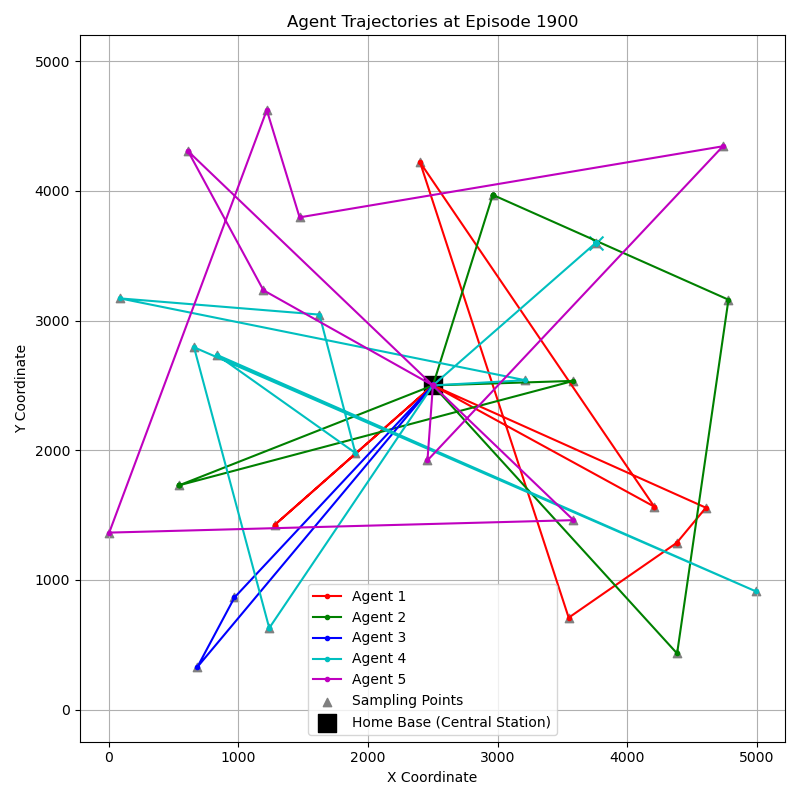 Agent Trajectories at Episode 1900
5000
4000
3000
2000
1000
0
Y Coordinate
Agent 1
Agent 2
Agent 3
Agent 4
Agent 5
Sampling Points
Home Base (Central Station)
0 1000 2000 3000 4000 5000
X Coordinate